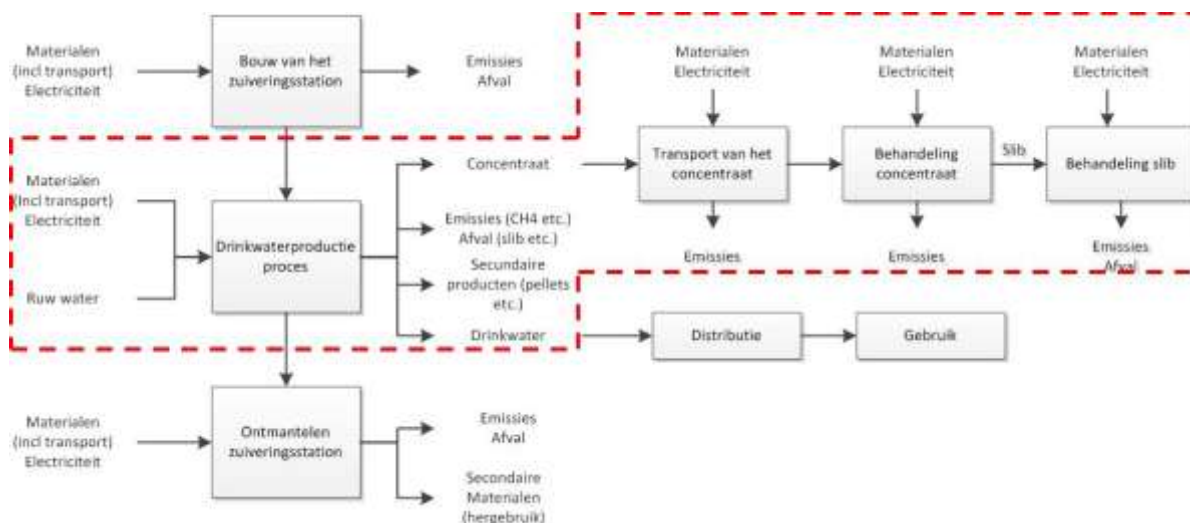 Materialen
(incl transport)
Electriciteit
Bouw van het
zuiveringsstation
Emissies
Afval
Materialen
Electriciteit
Materialen
Electriciteit
Materialen
Electriciteit
Transport van het
concentraat
Behandeling
concentraat
Slib
Behandeling slib
Emissies
Emissies
Emissies
Afval
Materialen
(Incl transport)
Electriciteit
Ruw water
Drinkwaterproductie
proces
Concentraat
Emissies (CH4 etc.)
Afval (slib etc.)
Secundaire
producten (pellets
etc.)
Drinkwater
Distributie
Gebruik
Materialen
(incl transport)
Electriciteit
Ontmantelen
zuiveringsstation
Emissies
Afval
Secondaire
Materialen
(hergebruik)